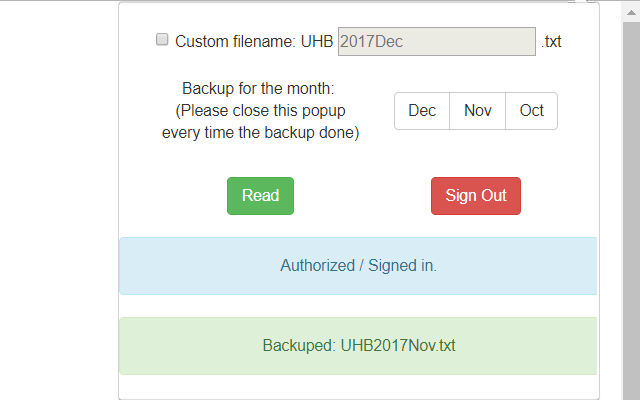 Custom filename: UHB 2017Dec .txt
Backup for the month:
(Please close this popup
every time the backup done)
Dec Nov Oct
Read Sign Out
Authorized / Signed in.
Backuped: UHB2017Nov.txt